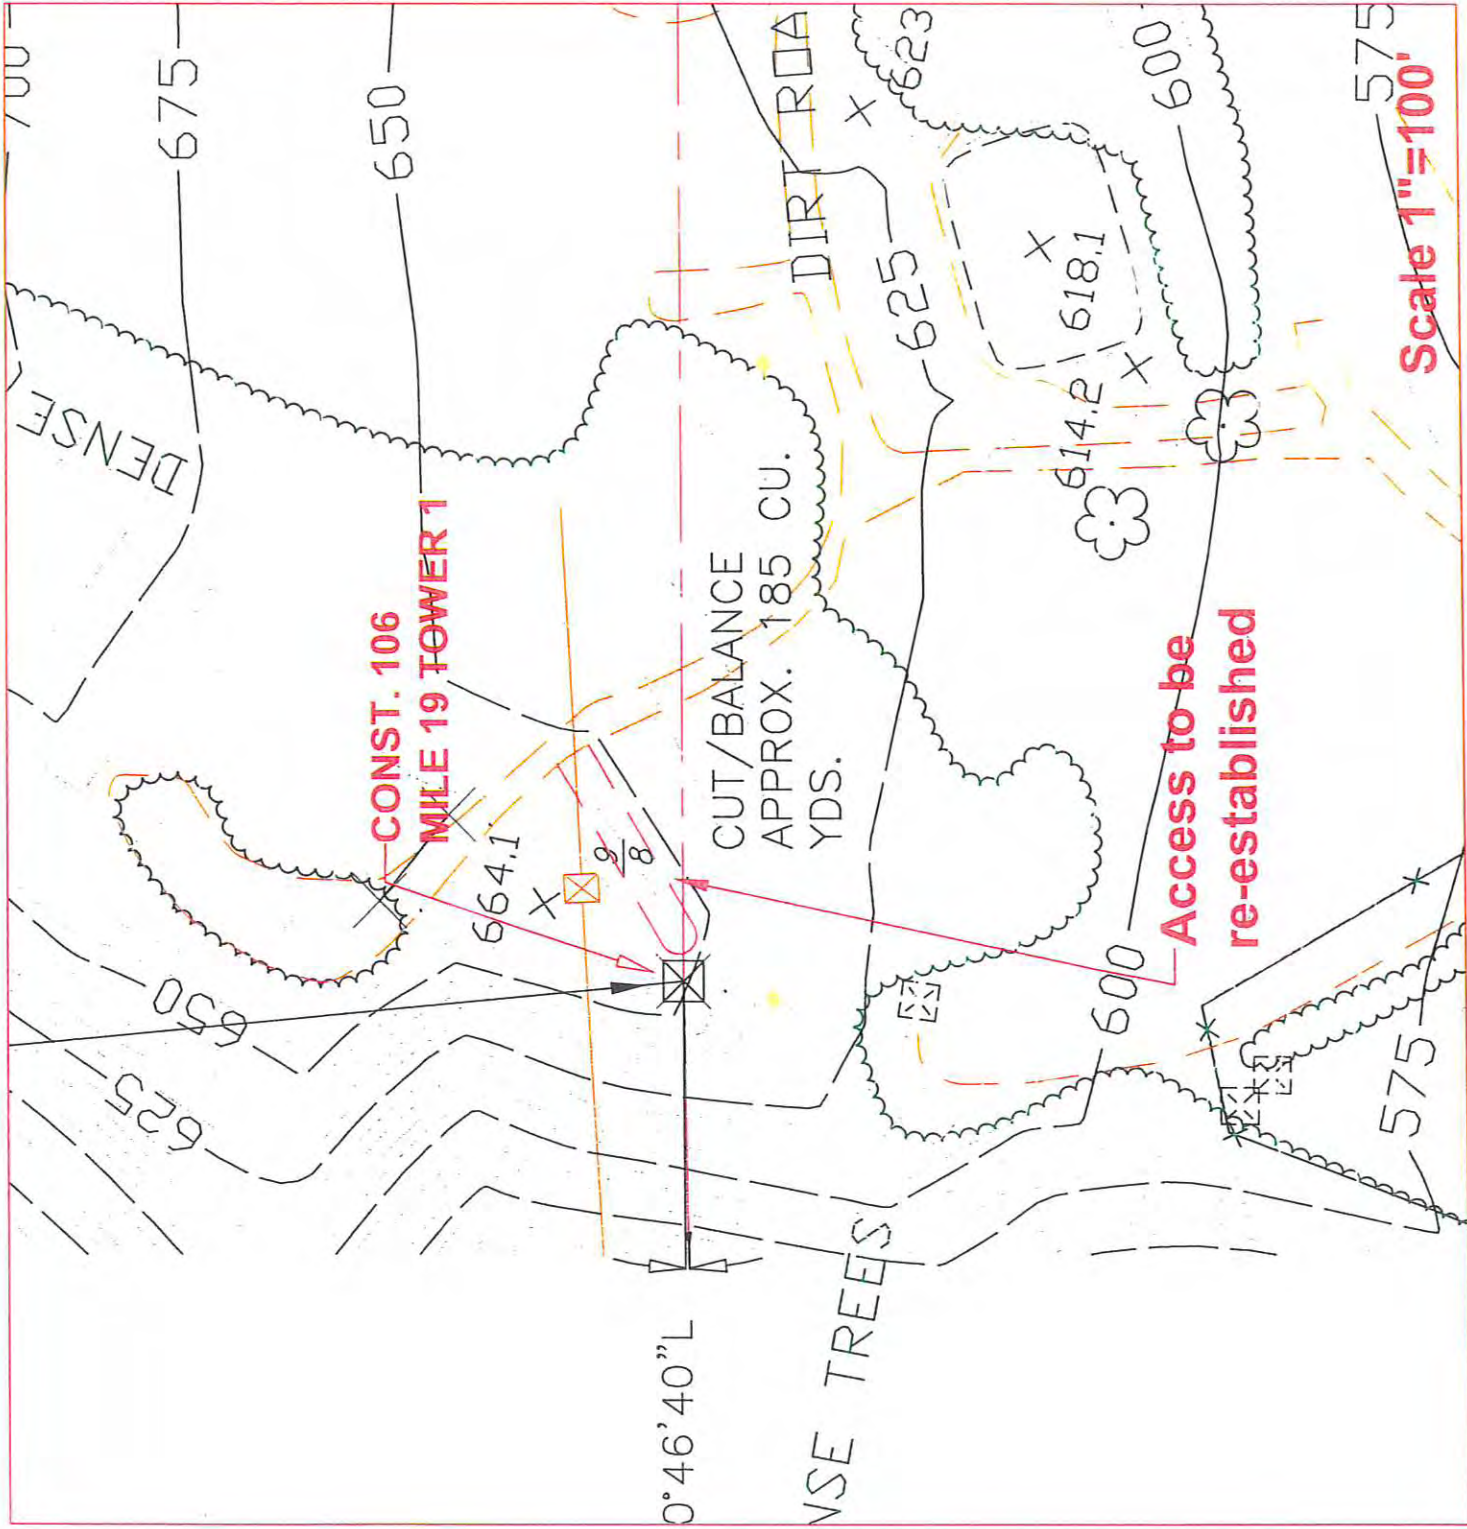 700
675
650
DENSE
CONST. 106
MILE 19 TOWER 1
664.1
9/8
650
625
CUT/BALANCE
APPROX. 185 CU.
YDS.
DIRT ROA
623
625
618.1
614.2
600
575
Scale 1"=100'
Access to be
re-established
600
575
0°46'40"L
NSE TREES